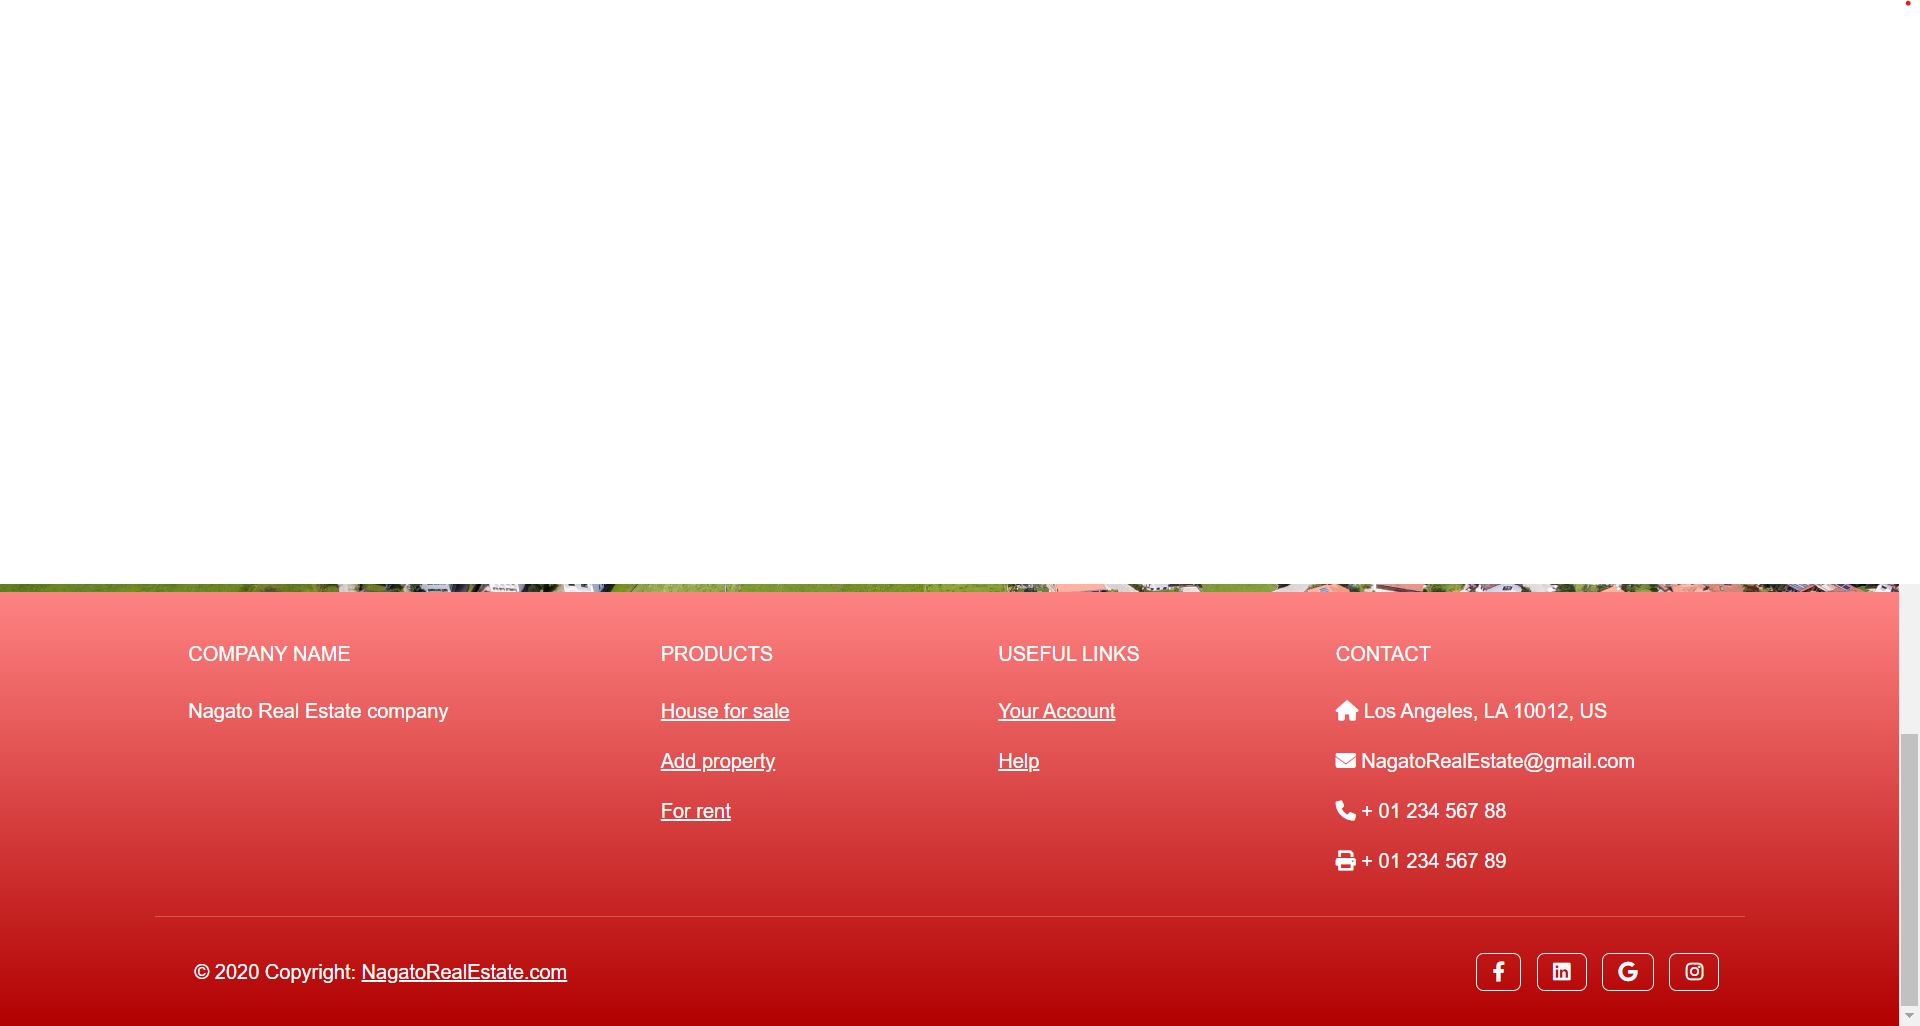 COMPANY NAME
Nagato Real Estate company
PRODUCTS
House for sale
Add property
For rent
USEFUL LINKS
Your Account
Help
CONTACT
Los Angeles, LA 10012, US
NagatoRealEstate@gmail.com
+ 01 234 567 88
+ 01 234 567 89
© 2020 Copyright: NagatoRealEstate.com